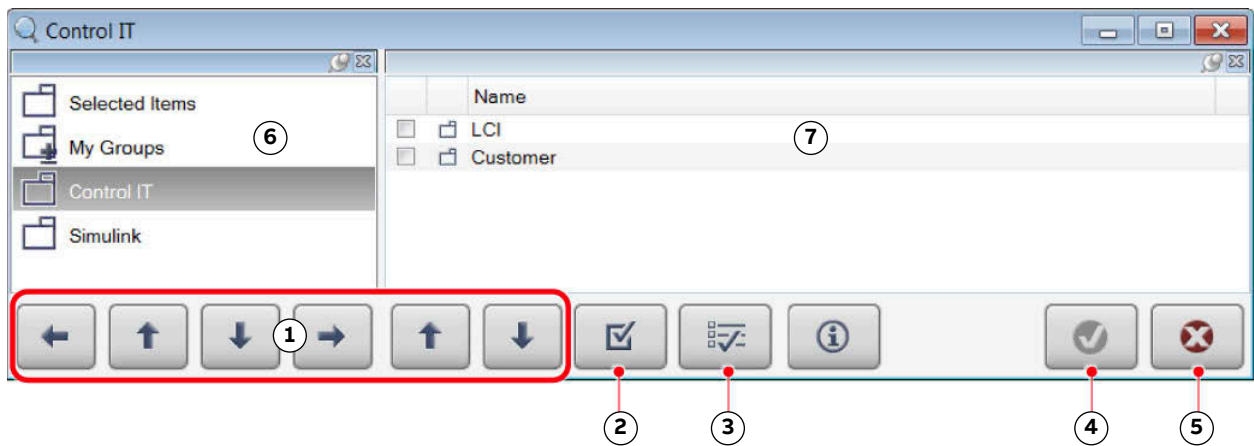 Control IT
Selected Items
My Groups
Control IT
Simulink
6
Name
LCI
Customer
7
1
2
3
4
5